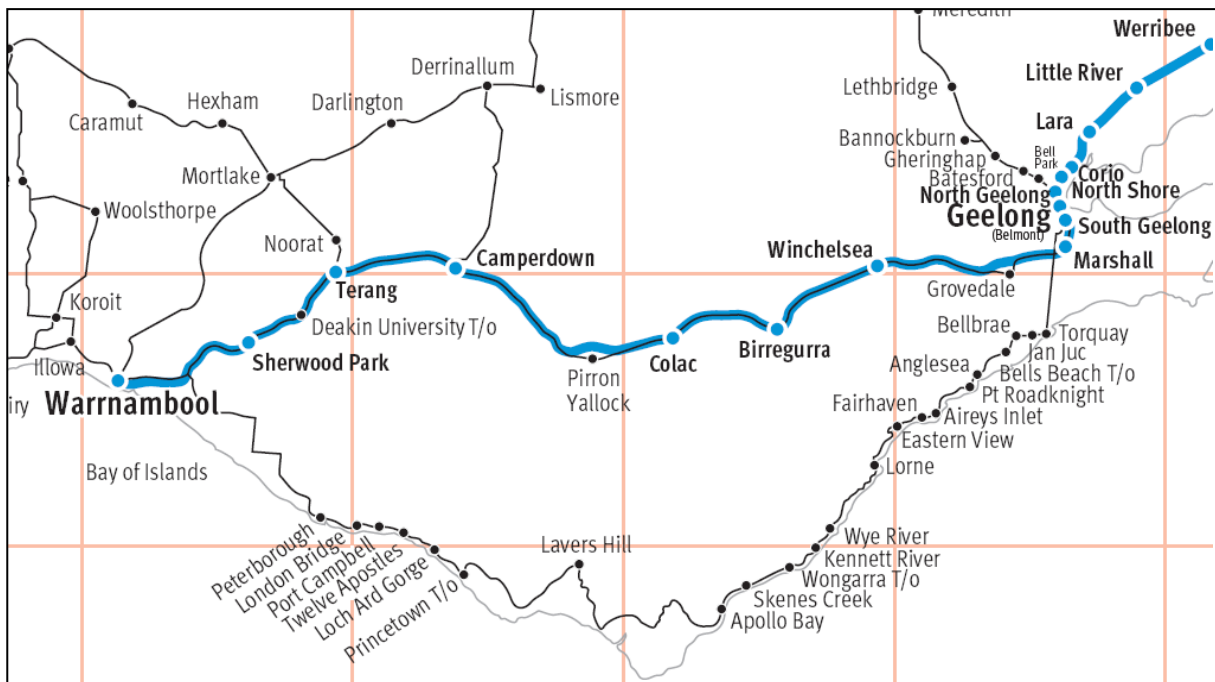 Meredith
Werribee
Derrinallum
Little River
Hexham
Darlington
Lismore
Lethbridge
Caramut
Lara
Bannockburn
Bell
Park
Gheringhap
Mortlake
Batesford
Corio
North Geelong
North Shore
Woolsthorpe
Geelong
South Geelong
(Belmont)
Noorat
Winchelsea
Camperdown
Marshall
Terang
Grovedale
Koroit
Deakin University T/o
Bellbrae
Torquay
Birregurra
Colac
Jan Juc
Sherwood Park
Illowa
Anglesea
Bells Beach T/o
Pirron
Yallock
Pt Roadknight
Warrnambool
iry
Fairhaven
Aireys Inlet
Eastern View
Bay of Islands
Lorne
Peterborough
London Bridge
Port Campbell
Twelve Apostles
Loch Ard Gorge
Princetown T/o
Lavers Hill
Wye River
Kennett River
Wongarra T/o
Skenes Creek
Apollo Bay